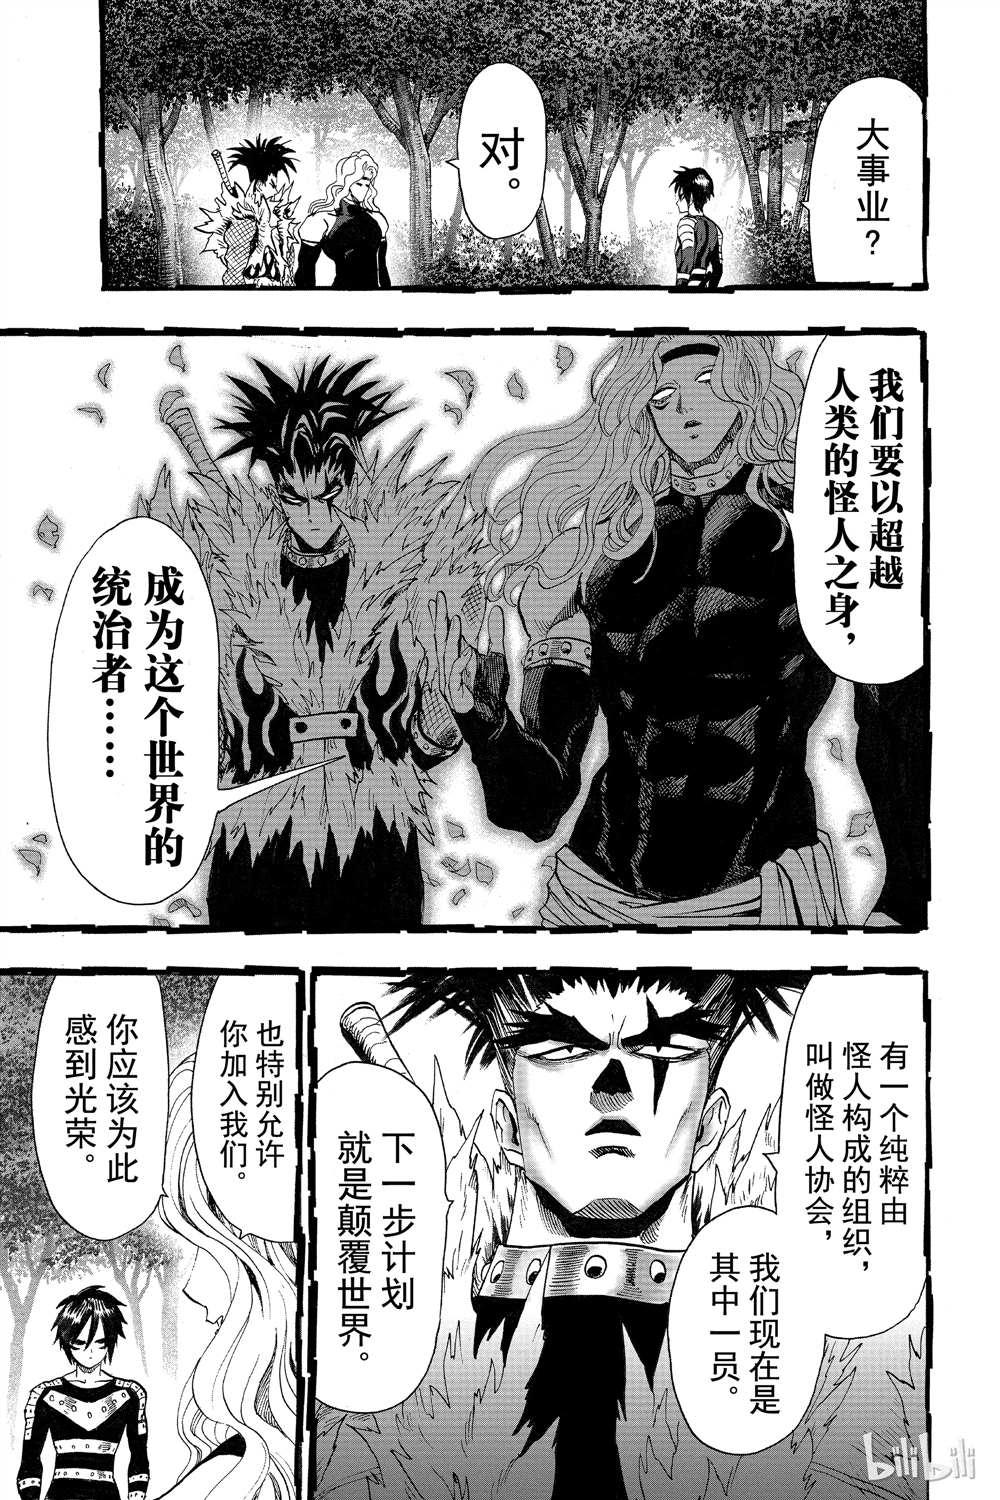 大事业？
对。
我们要以超越
人类的怪人之身，
成为这个世界的
统治者……
有一个纯粹由
怪人构成的组织，
叫做怪人协会，
我们现在是
其中一员。
下一步计划
就是颠覆世界。
也特别允许
你加入我们。
你应该为此
感到光荣。
bilibili